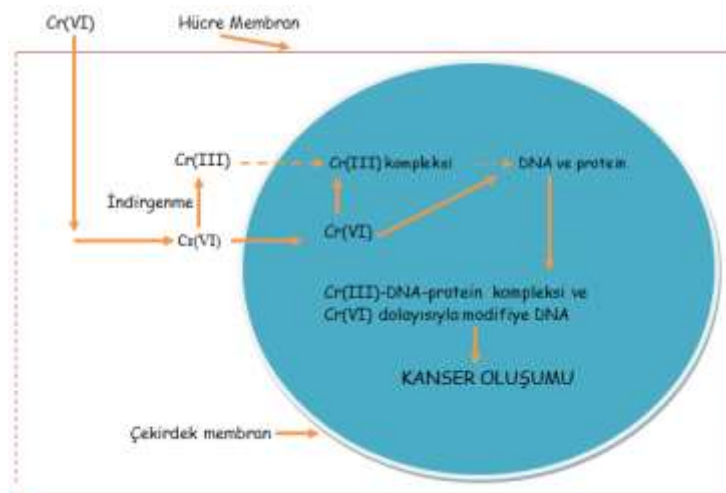 Cr(VI)
Hücre Membran
Cr(III)
Cr(III) kompleksi
DNA ve protein
İndirgenme
Cr(VI)
Cr(VI)
Cr(III)-DNA-protein kompleksi ve
Cr(VI) dolayısıyla modifiye DNA
KANSER OLUŞUMU
Çekirdek membran